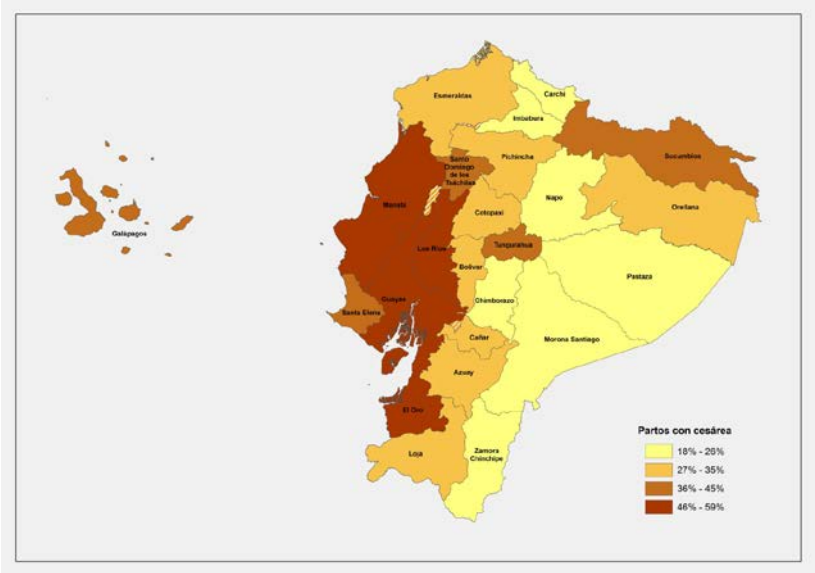 Carchi
Esmeraldas
Imbabura
Sucumbíos
Pichincha
Santo
Domingo
de los
Tsáchilas
Napo
Orellana
Manabí
Cotopaxi
Galápagos
Los Ríos
Tungurahua
Bolívar
Pastaza
Chimborazo
Guayas
Santa Elena
Cañar
Morona Santiago
Azuay
El Oro
Loja
Zamora
Chinchipe
Partos con cesárea
18% - 26%
27% - 35%
36% - 45%
46% - 59%